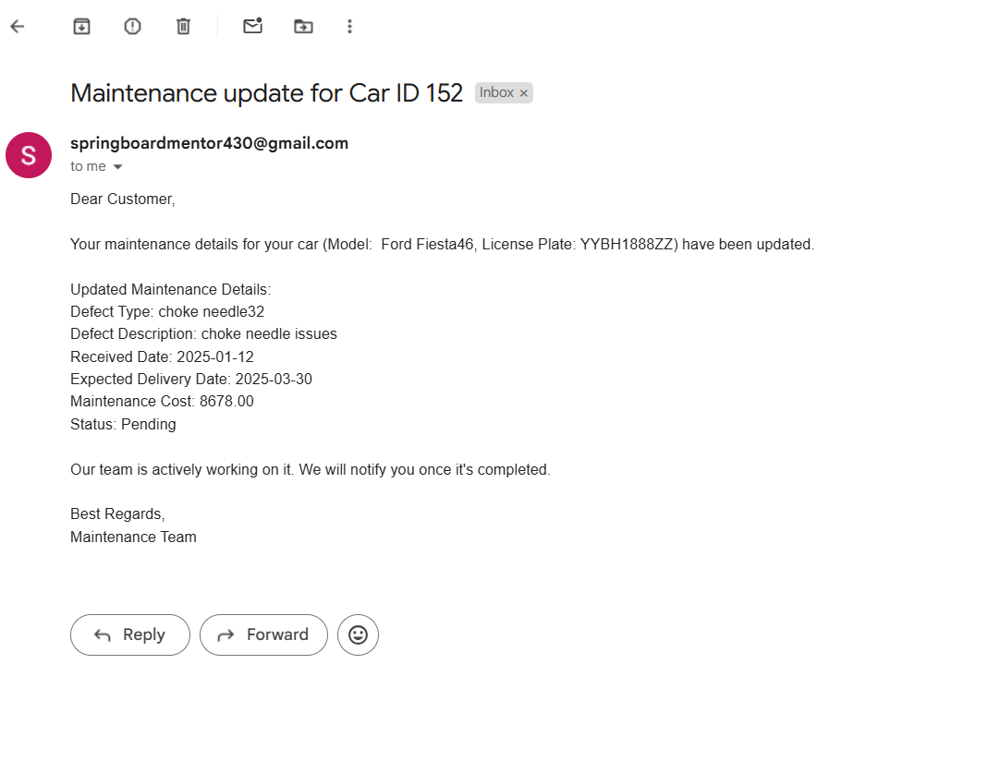 Maintenance update for Car ID 152 Inbox ×
S
springboardmentor430@gmail.com
to me
Dear Customer,
Your maintenance details for your car (Model:  Ford Fiesta46, License Plate: YYBH1888ZZ) have been updated.
Updated Maintenance Details:
Defect Type: choke needle32
Defect Description: choke needle issues
Received Date: 2025-01-12
Expected Delivery Date: 2025-03-30
Maintenance Cost: 8678.00
Status: Pending
Our team is actively working on it. We will notify you once it's completed.
Best Regards,
Maintenance Team
Reply Forward